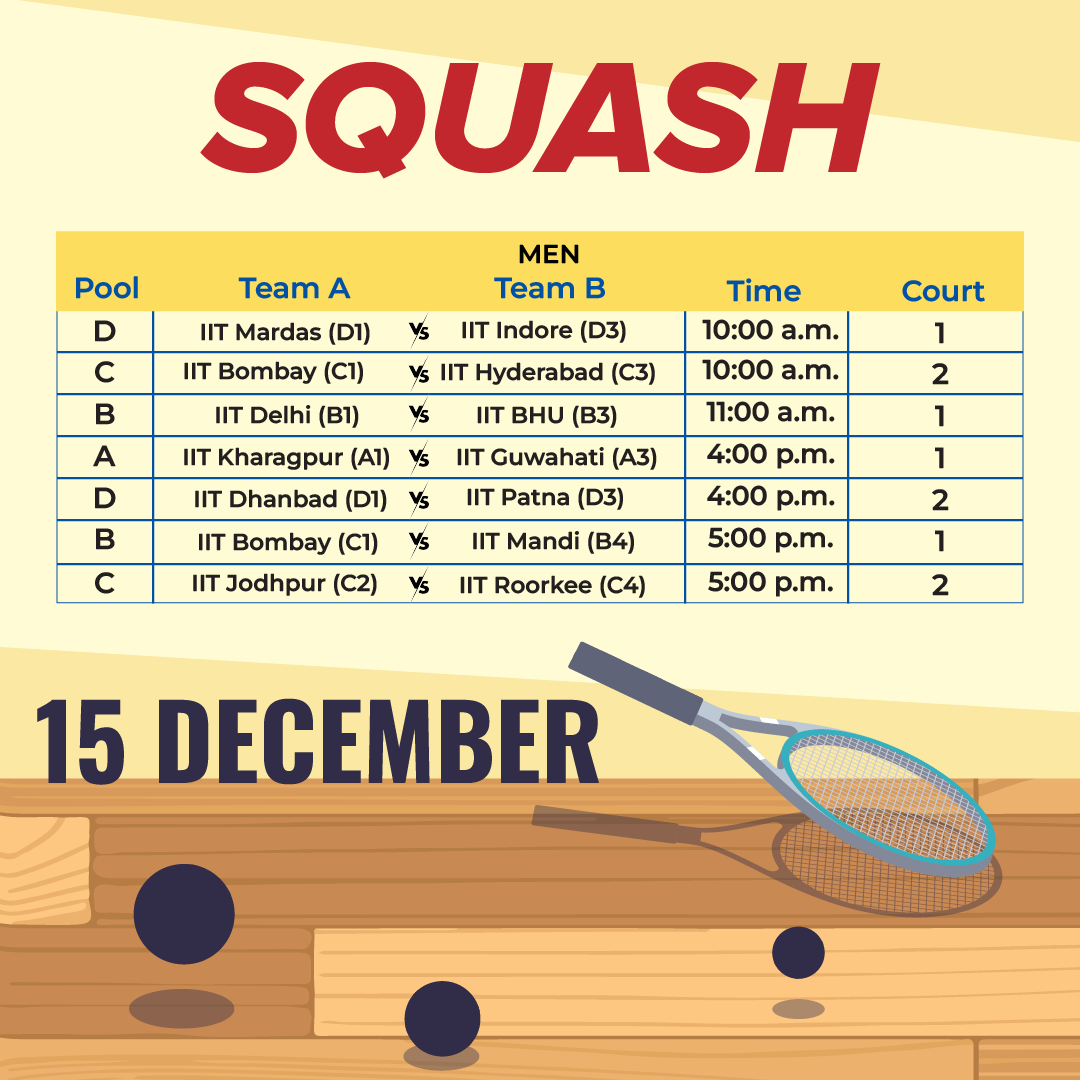 SQUASH
MEN
Pool Team A Team B Time Court
D IIT Mardas (D1) Vs IIT Indore (D3) 10:00 a.m. 1
C IIT Bombay (C1) Vs IIT Hyderabad (C3) 10:00 a.m. 2
B IIT Delhi (B1) Vs IIT BHU (B3) 11:00 a.m. 1
A IIT Kharagpur (A1) Vs IIT Guwahati (A3) 4:00 p.m. 1
D IIT Dhanbad (D1) Vs IIT Patna (D3) 4:00 p.m. 2
B IIT Bombay (C1) Vs IIT Mandi (B4) 5:00 p.m. 1
C IIT Jodhpur (C2) Vs IIT Roorkee (C4) 5:00 p.m. 2
15 DECEMBER